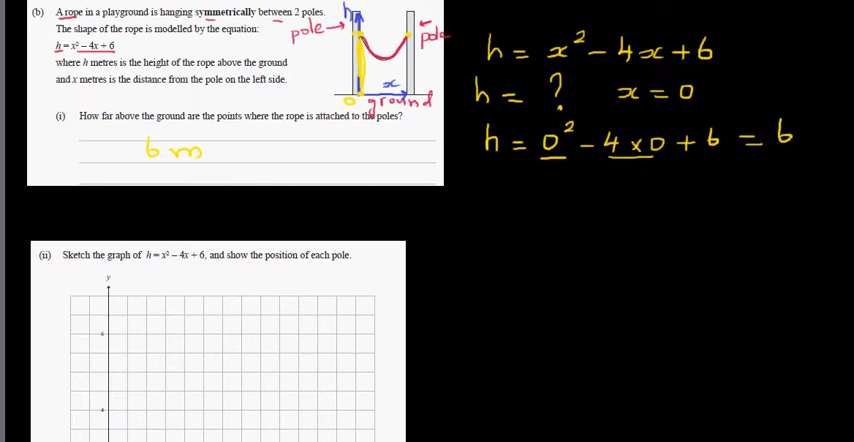 (b) A rope in a playground is hanging symmetrically between 2 poles.
The shape of the rope is modelled by the equation:
h = x² – 4x + 6
where h metres is the height of the rope above the ground
and x metres is the distance from the pole on the left side.
h
pole
pole
x
0
ground
(i) How far above the ground are the points where the rope is attached to the poles?
6 m
h = x² - 4x + 6
h = ? x = 0
h = 0² - 4 × 0 + 6 = 6
(ii) Sketch the graph of h = x² – 4x + 6, and show the position of each pole.
y
6
4